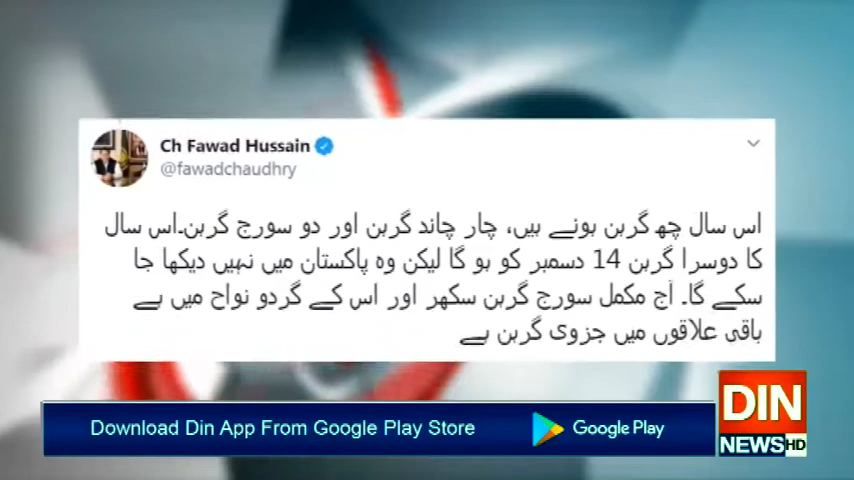 Ch Fawad Hussain
@fawadchaudhry
اس سال چھ گرہن ہونے ہیں، چار چاند گرہن اور دو سورج گرہن۔اس سال
کا دوسرا گرہن 14 دسمبر کو ہو گا لیکن وہ پاکستان میں نہیں دیکھا جا
سکے گا۔ آج مکمل سورج گرہن سکھر اور اس کے گردو نواح میں ہے
باقی علاقوں میں جزوی گرہن ہے
Download Din App From Google Play Store
Google Play
DIN
NEWS HD